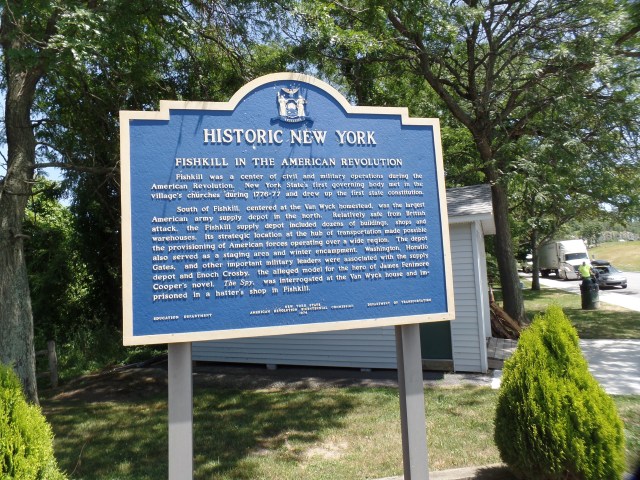 HISTORIC NEW YORK
FISHKILL IN THE AMERICAN REVOLUTION
Fishkill was a center of civil and military operations during the
American Revolution. New York State's first governing body met in the
village's churches during 1776-77 and drew up the first state constitution.
South of Fishkill, centered at the Van Wyck homestead, was the largest
American army supply depot in the north. Relatively safe from British
attack, the Fishkill supply depot included dozens of buildings, shops and
warehouses. Its strategic location at the hub of transportation made possible
the provisioning of American forces operating over a wide region. The depot
also served as a staging area and winter encampment. Washington, Horatio
Gates, and other important military leaders were associated with the supply
depot and Enoch Crosby, the alleged model for the hero of James Fenimore
Cooper's novel, The Spy, was interrogated at the Van Wyck house and im-
prisoned in a hatter's shop in Fishkill.
NEW YORK STATE
EDUCATION DEPARTMENT AMERICAN REVOLUTION BICENTENNIAL COMMISSION DEPARTMENT OF TRANSPORTATION